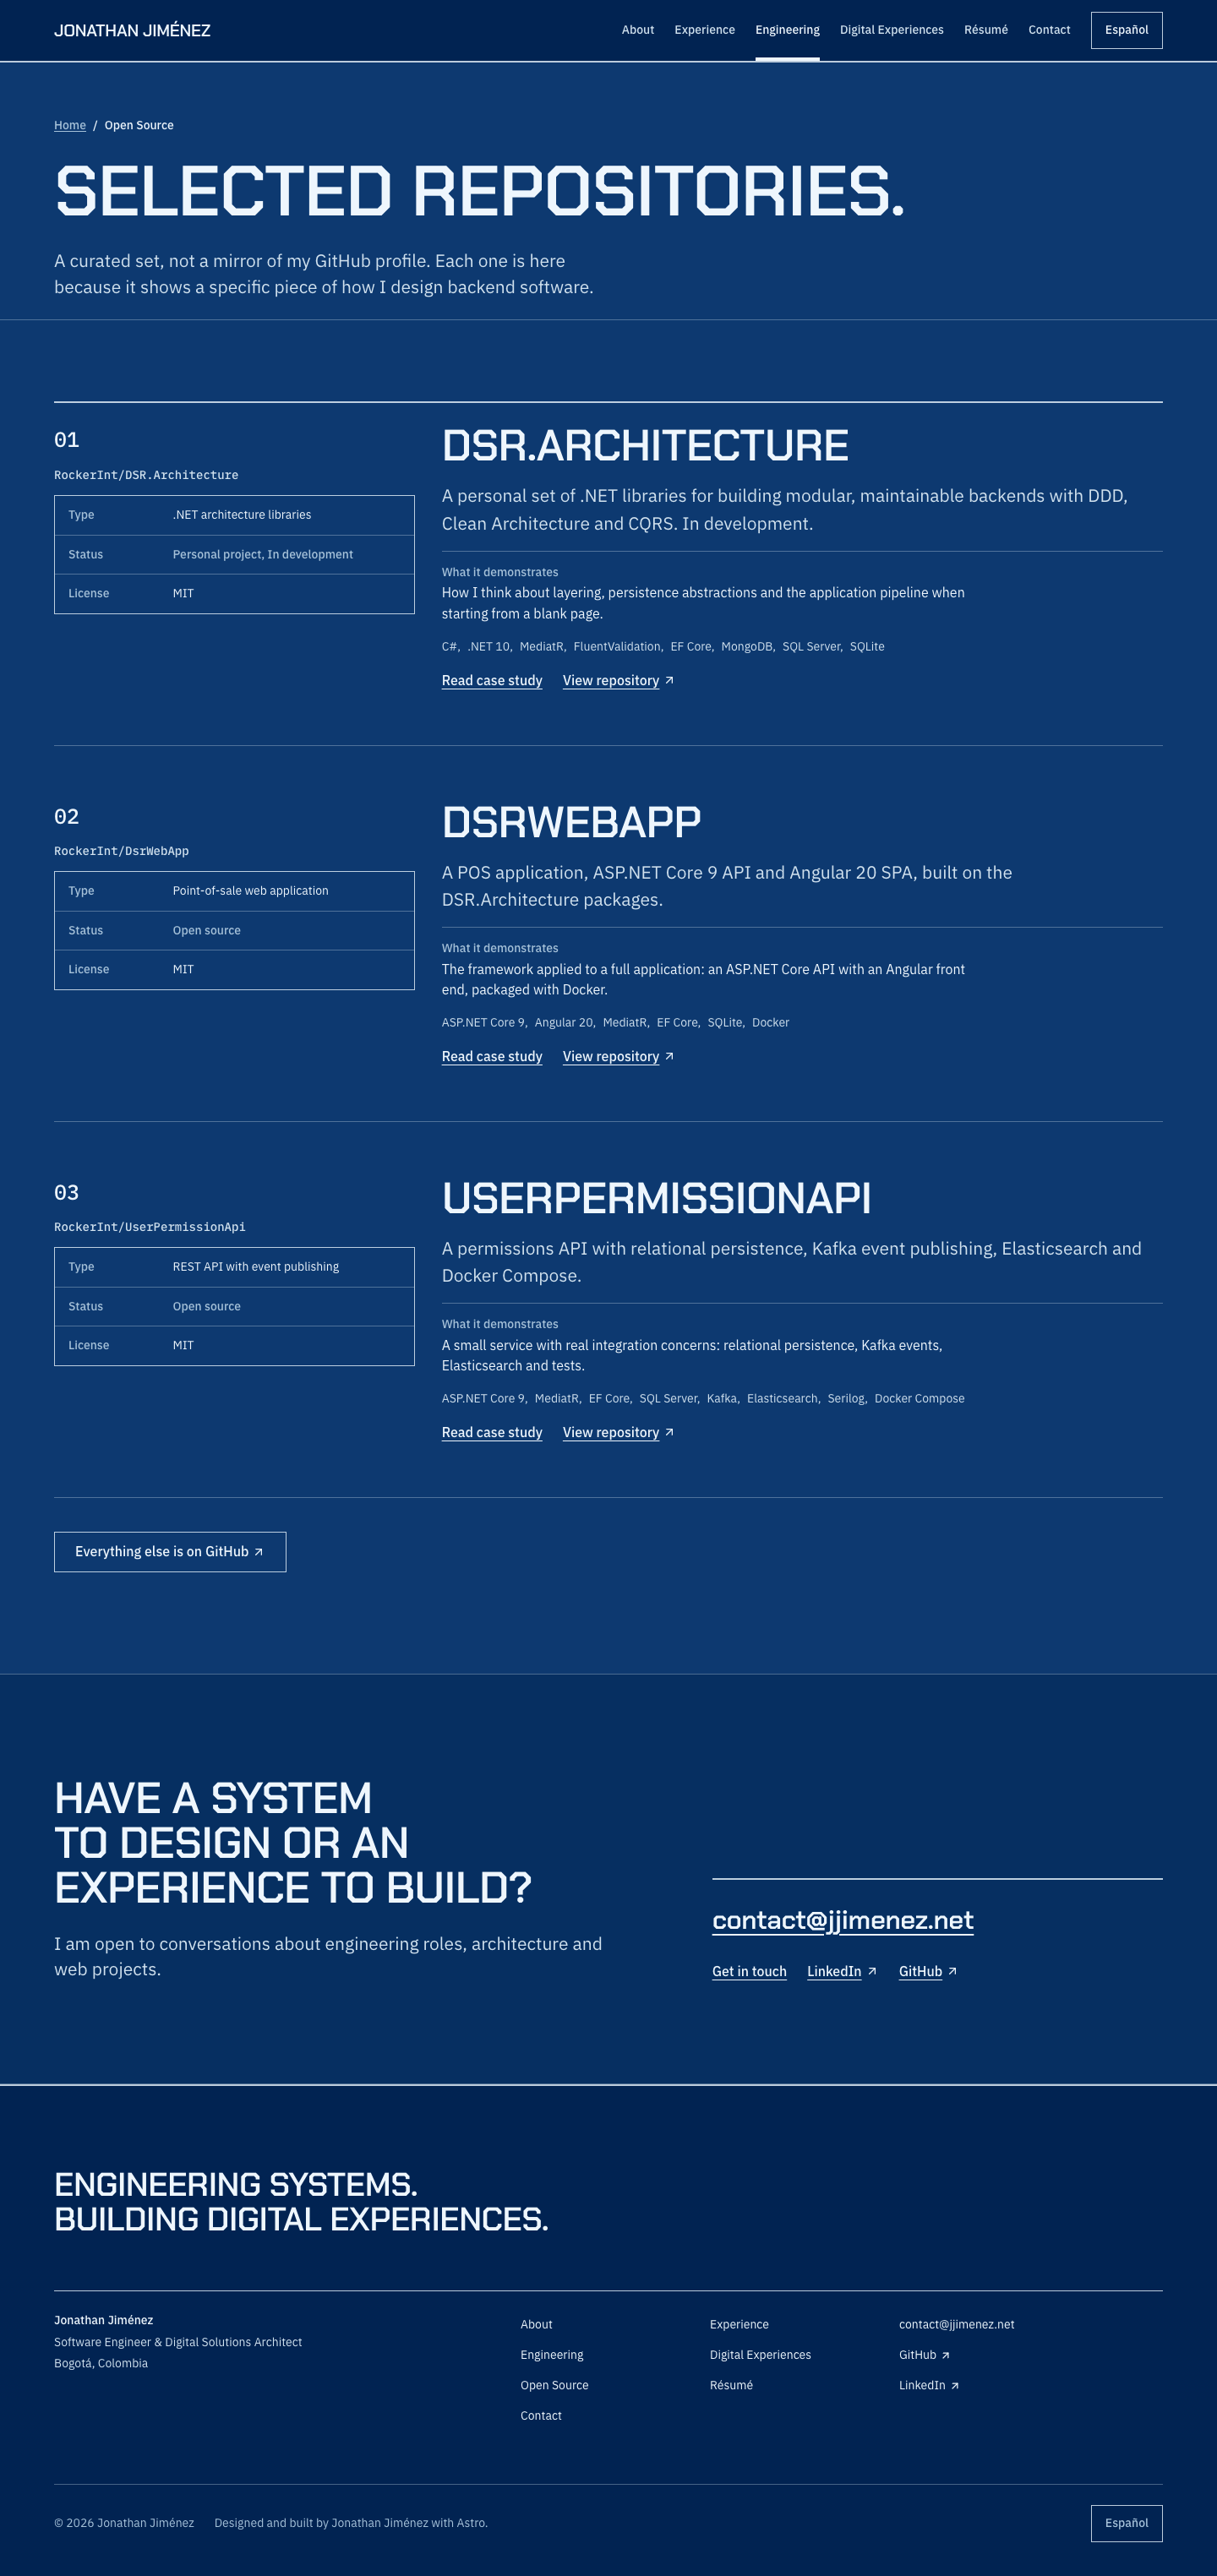 JONATHAN JIMÉNEZ
About Experience Engineering Digital Experiences Résumé Contact Español
Home / Open Source
SELECTED REPOSITORIES.
A curated set, not a mirror of my GitHub profile. Each one is here
because it shows a specific piece of how I design backend software.
01
RockerInt/DSR.Architecture
Type .NET architecture libraries
Status Personal project, In development
License MIT
DSR.ARCHITECTURE
A personal set of .NET libraries for building modular, maintainable backends with DDD,
Clean Architecture and CQRS. In development.
What it demonstrates
How I think about layering, persistence abstractions and the application pipeline when
starting from a blank page.
C#, .NET 10, MediatR, FluentValidation, EF Core, MongoDB, SQL Server, SQLite
Read case study View repository ↗
02
RockerInt/DsrWebApp
Type Point-of-sale web application
Status Open source
License MIT
DSRWEBAPP
A POS application, ASP.NET Core 9 API and Angular 20 SPA, built on the
DSR.Architecture packages.
What it demonstrates
The framework applied to a full application: an ASP.NET Core API with an Angular front
end, packaged with Docker.
ASP.NET Core 9, Angular 20, MediatR, EF Core, SQLite, Docker
Read case study View repository ↗
03
RockerInt/UserPermissionApi
Type REST API with event publishing
Status Open source
License MIT
USERPERMISSIONAPI
A permissions API with relational persistence, Kafka event publishing, Elasticsearch and
Docker Compose.
What it demonstrates
A small service with real integration concerns: relational persistence, Kafka events,
Elasticsearch and tests.
ASP.NET Core 9, MediatR, EF Core, SQL Server, Kafka, Elasticsearch, Serilog, Docker Compose
Read case study View repository ↗
Everything else is on GitHub ↗
HAVE A SYSTEM
TO DESIGN OR AN
EXPERIENCE TO BUILD?
I am open to conversations about engineering roles, architecture and
web projects.
contact@jjimenez.net
Get in touch LinkedIn ↗ GitHub ↗
ENGINEERING SYSTEMS.
BUILDING DIGITAL EXPERIENCES.
Jonathan Jiménez
Software Engineer & Digital Solutions Architect
Bogotá, Colombia
About
Engineering
Open Source
Contact
Experience
Digital Experiences
Résumé
contact@jjimenez.net
GitHub ↗
LinkedIn ↗
© 2026 Jonathan Jiménez Designed and built by Jonathan Jiménez with Astro.
Español